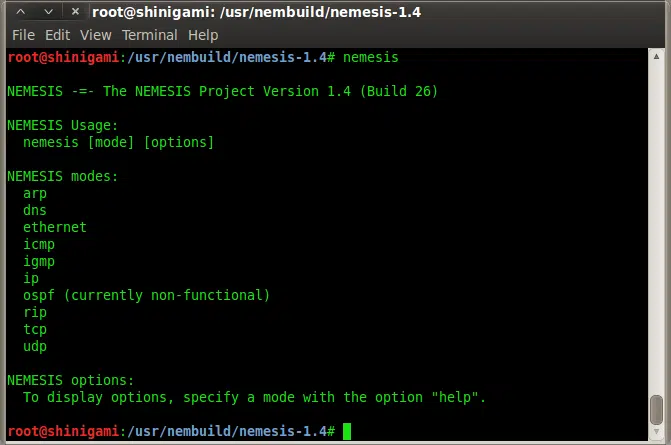 root@shinigami: /usr/nembuild/nemesis-1.4
File Edit View Terminal Help
root@shinigami:/usr/nembuild/nemesis-1.4# nemesis
NEMESIS -=- The NEMESIS Project Version 1.4 (Build 26)
NEMESIS Usage:
nemesis [mode] [options]
NEMESIS modes:
arp
dns
ethernet
icmp
igmp
ip
ospf (currently non-functional)
rip
tcp
udp
NEMESIS options:
To display options, specify a mode with the option "help".
root@shinigami:/usr/nembuild/nemesis-1.4#